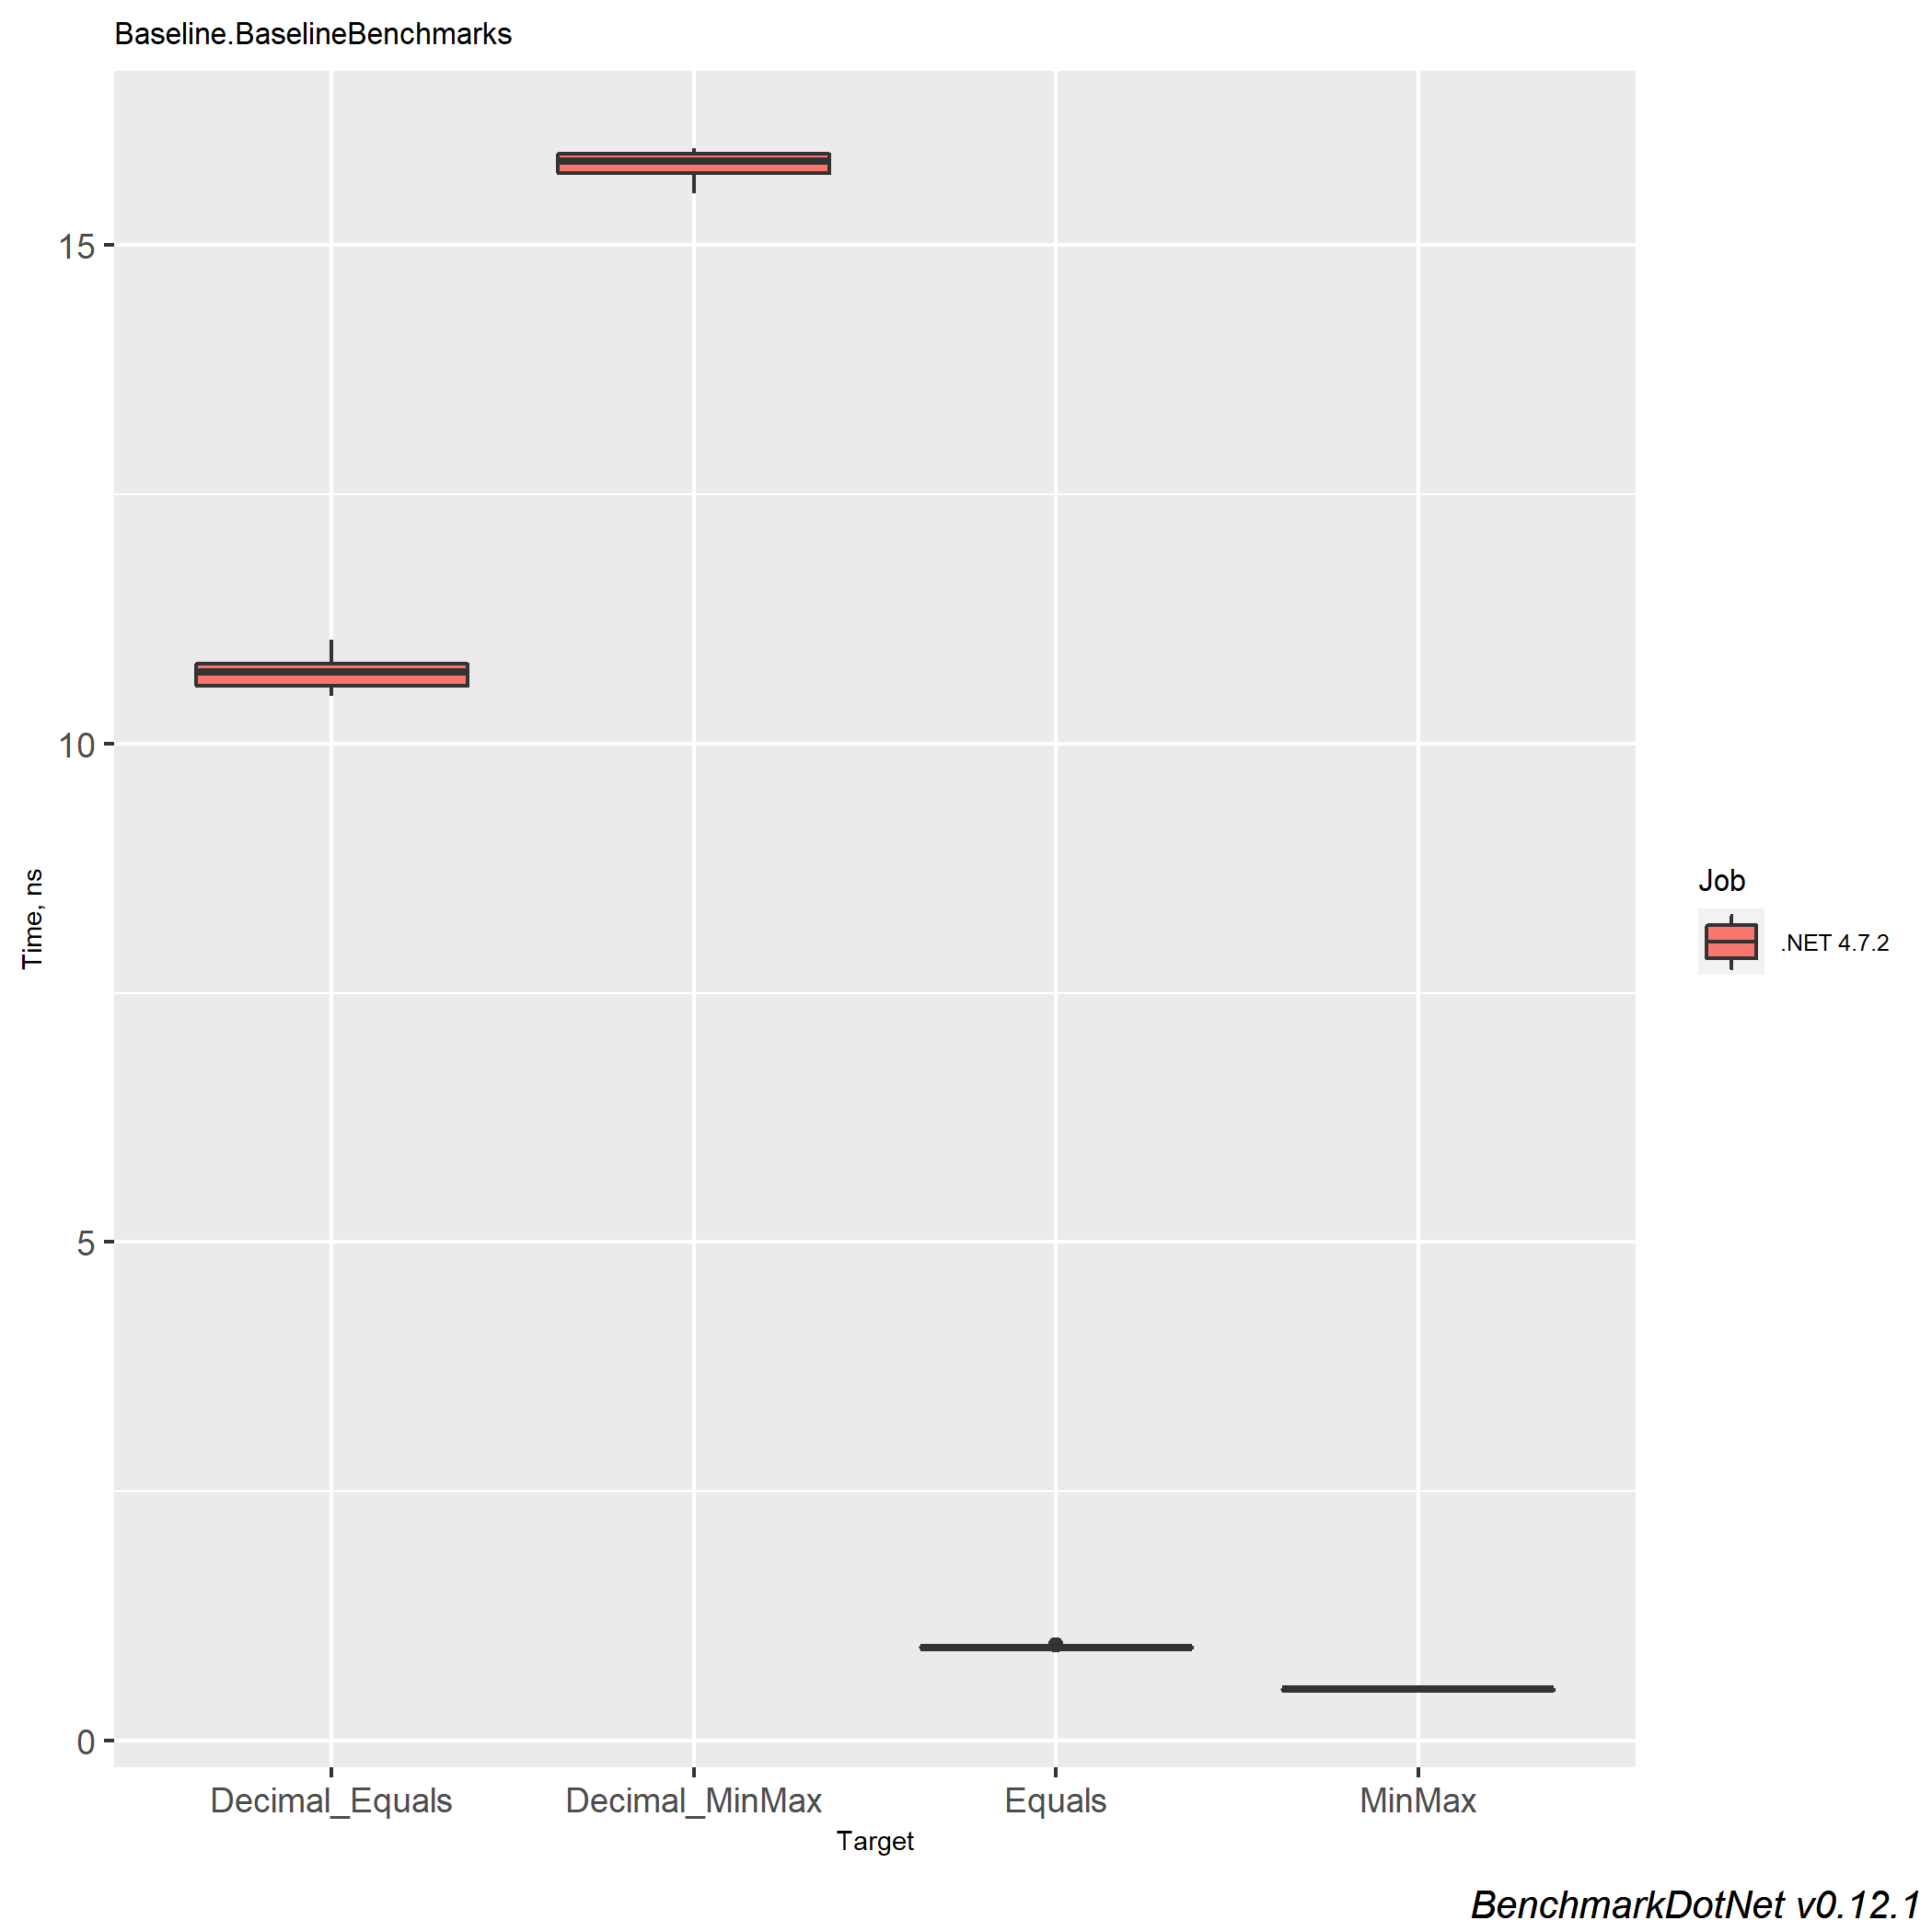 Baseline.BaselineBenchmarks
15
10
5
0
Time, ns
Decimal_Equals Decimal_MinMax Equals MinMax
Target
Job
.NET 4.7.2
BenchmarkDotNet v0.12.1